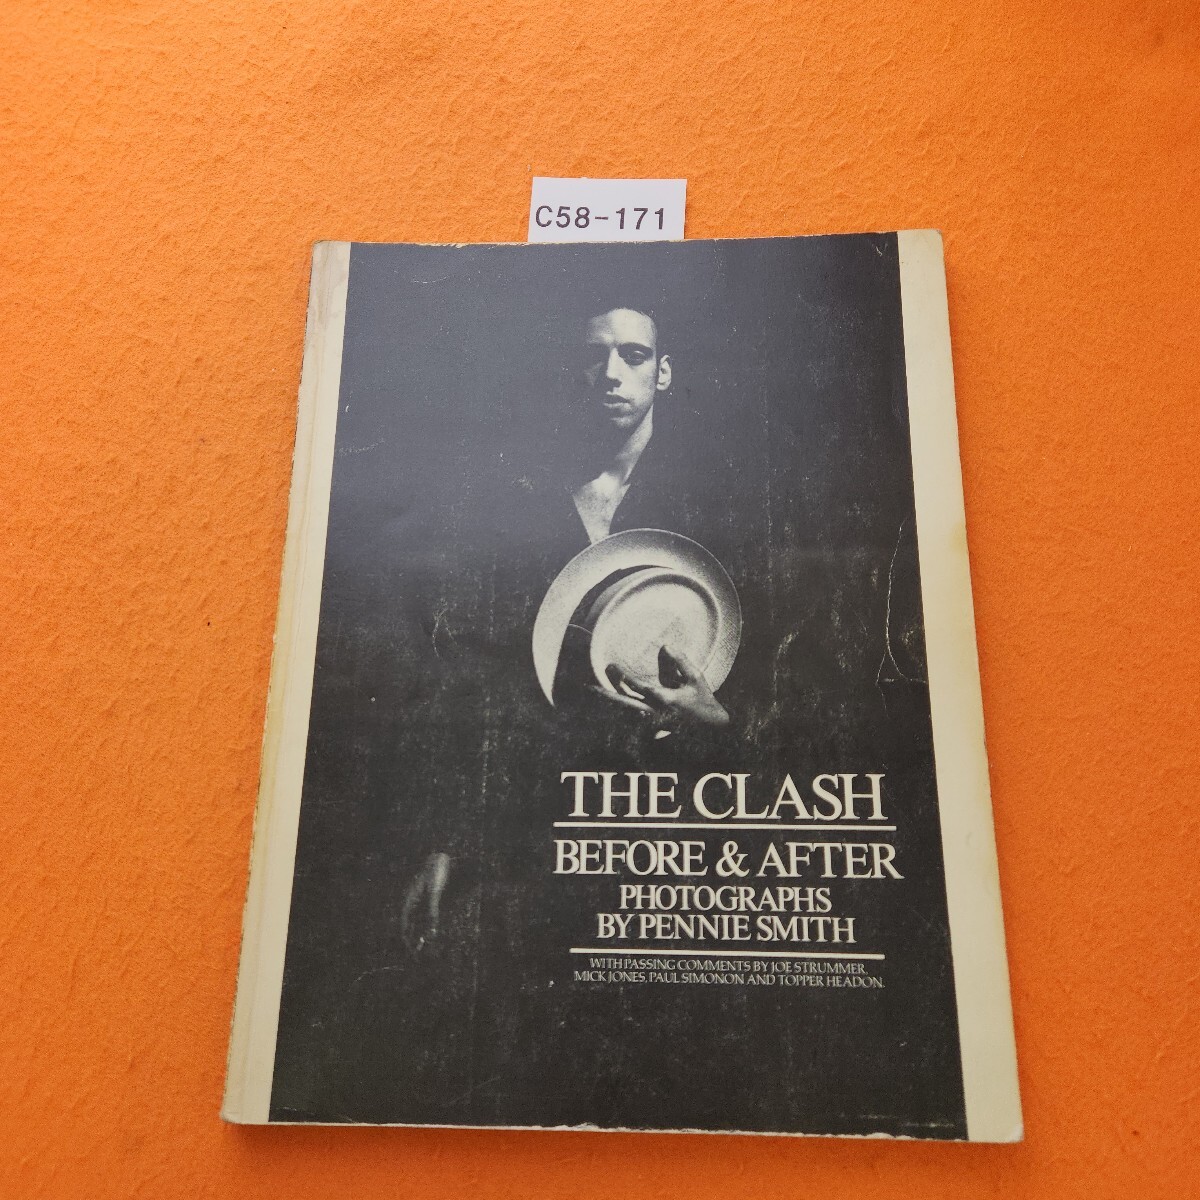 C58-171
THE CLASH
BEFORE & AFTER
PHOTOGRAPHS
BY PENNIE SMITH
WITH PASSING COMMENTS BY JOE STRUMMER,
MICK JONES, PAUL SIMONON AND TOPPER HEADON.